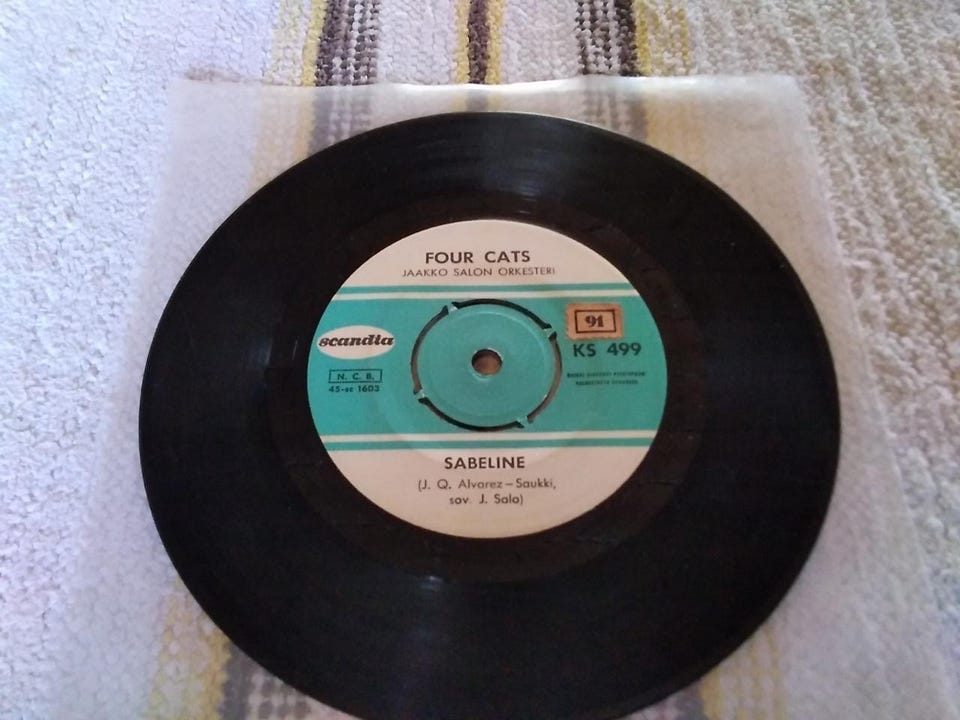 FOUR CATS
JAAKKO SALON ORKESTERI
scandia
91
KS 499
N. C. B.
45-sc 1603
SABELINE
(J. Q. Alvarez – Saukki,
sov. J. Salo)